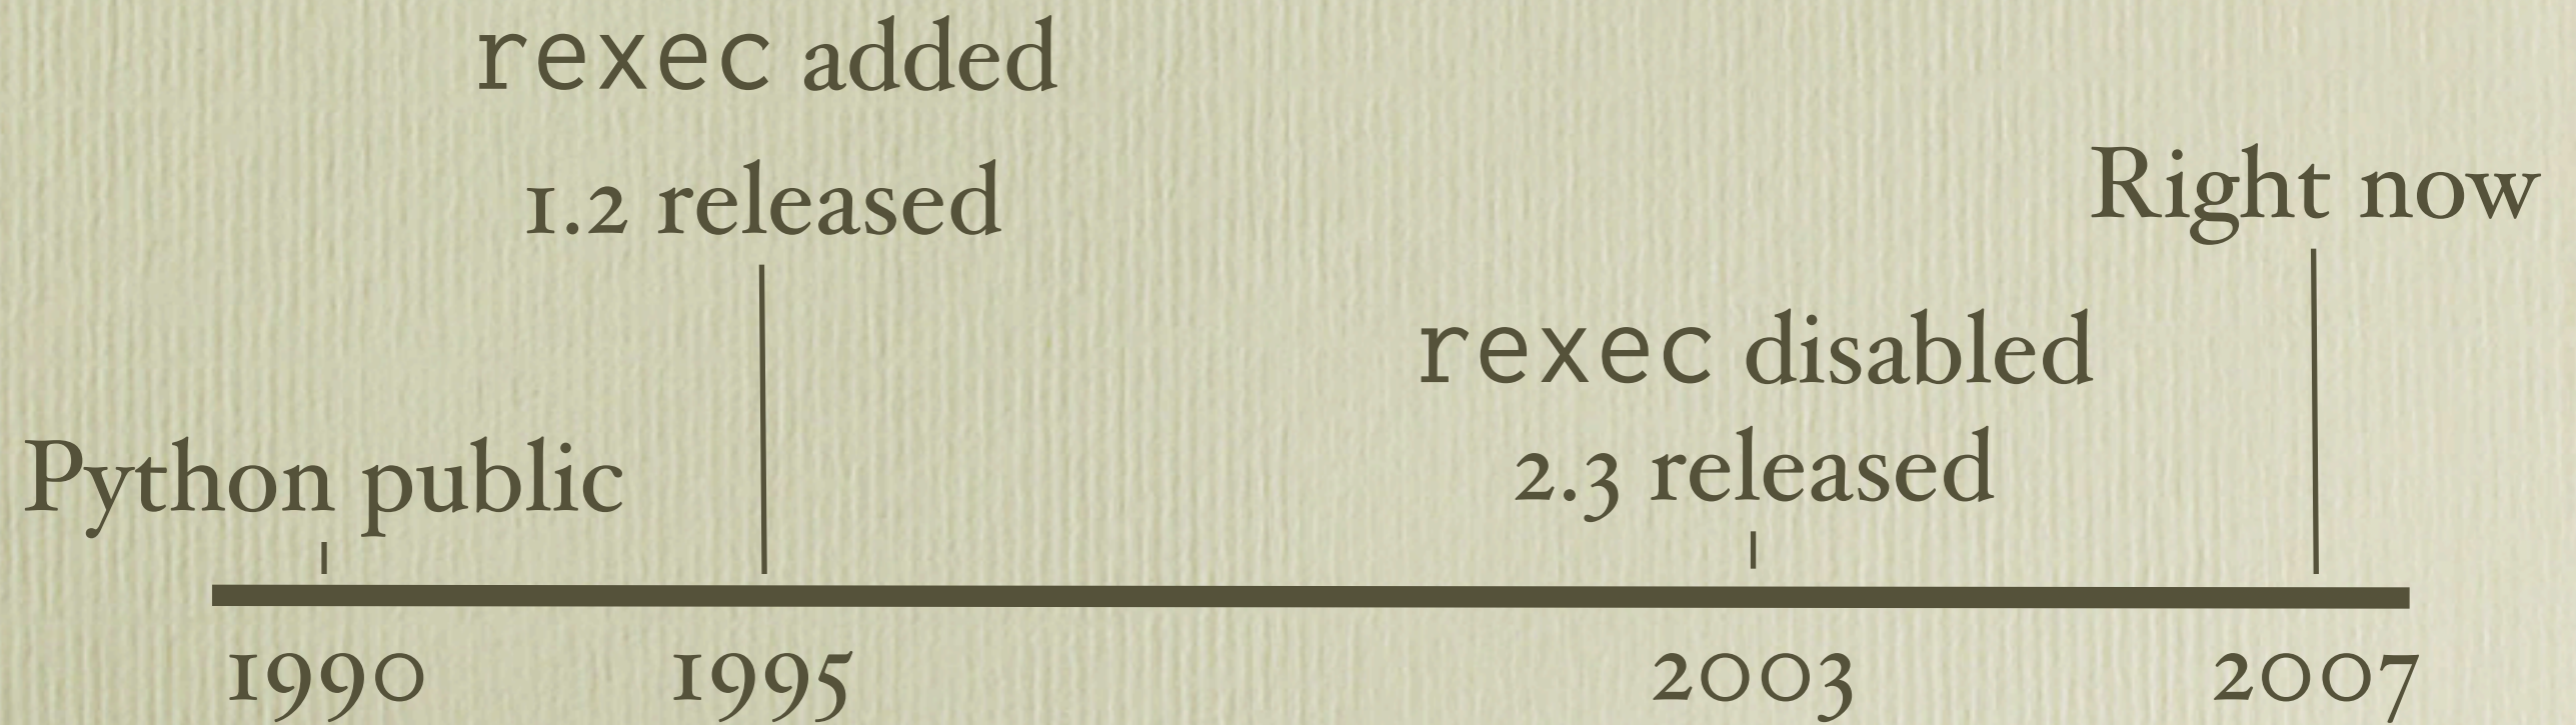 rexec added
1.2 released
Right now
rexec disabled
2.3 released
Python public
1990 1995 2003 2007